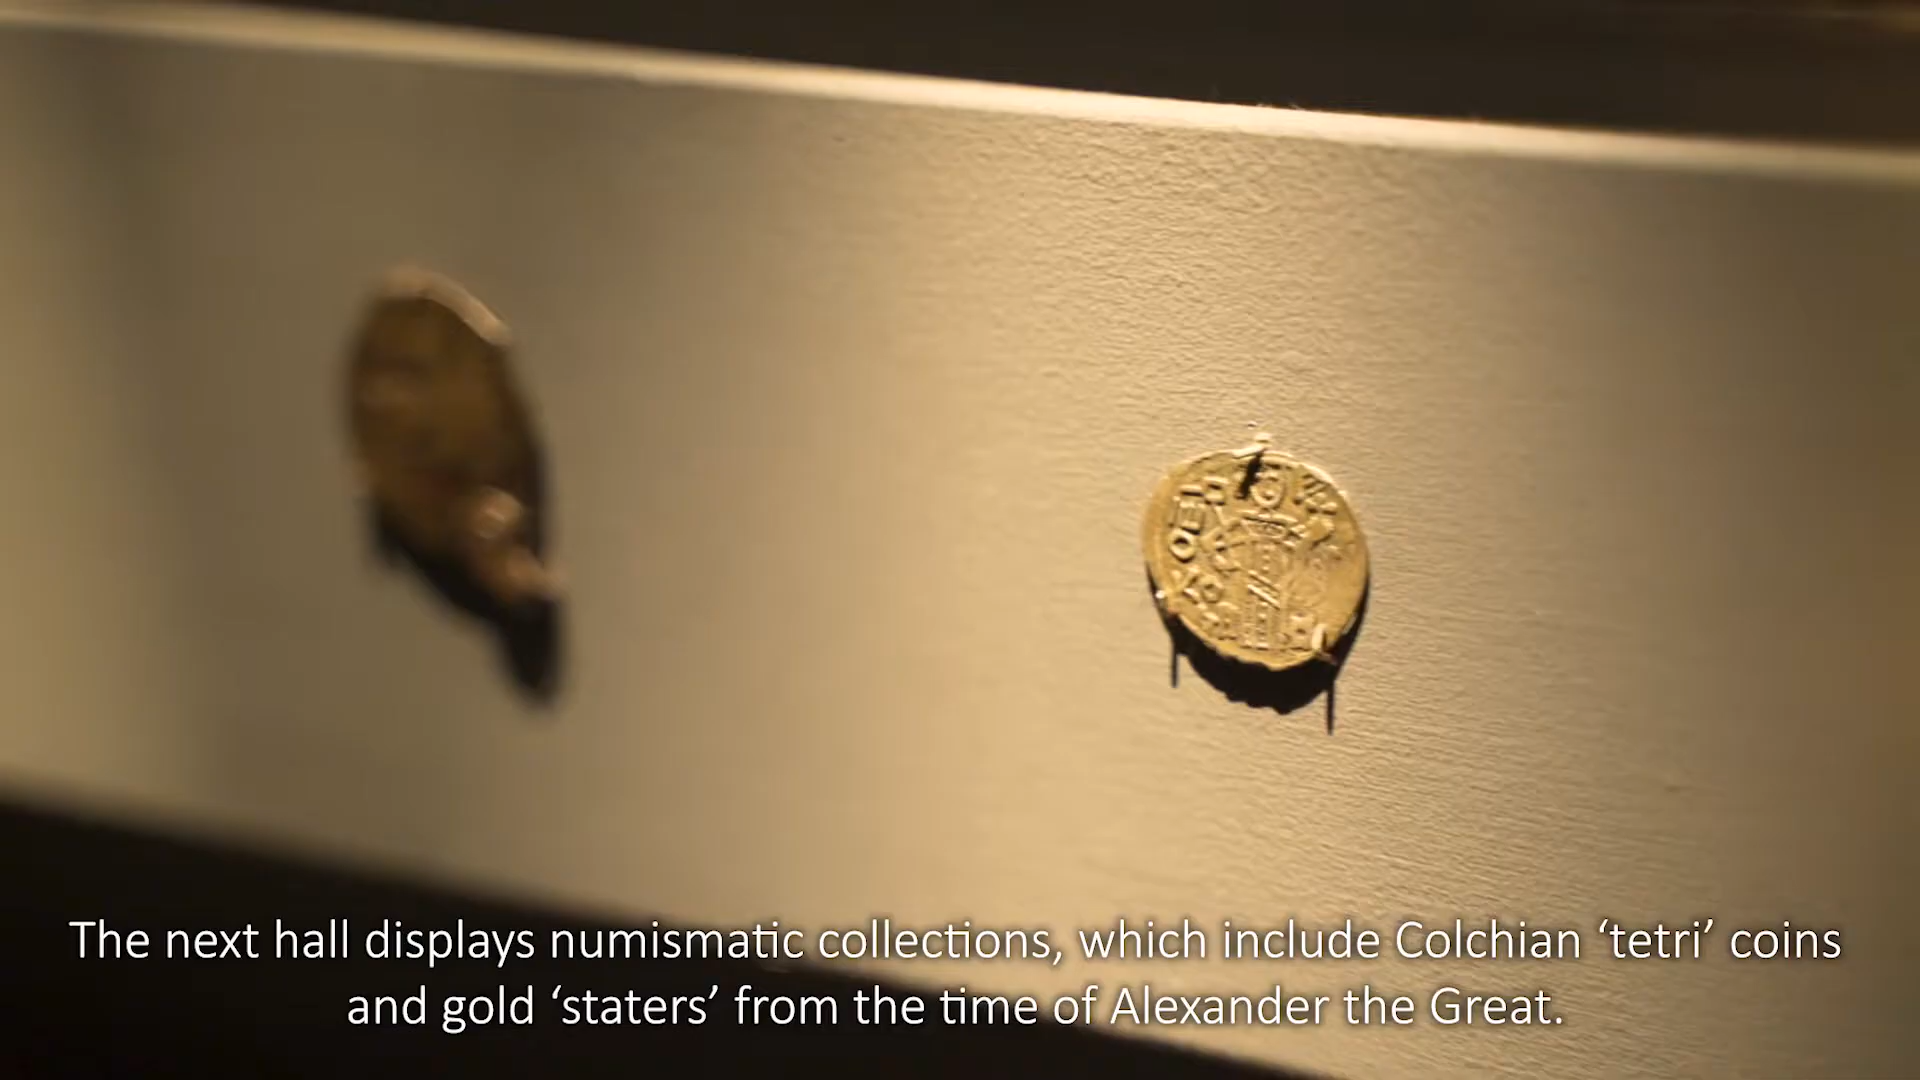 The next hall displays numismatic collections, which include Colchian ‘tetri’ coins
and gold ‘staters’ from the time of Alexander the Great.